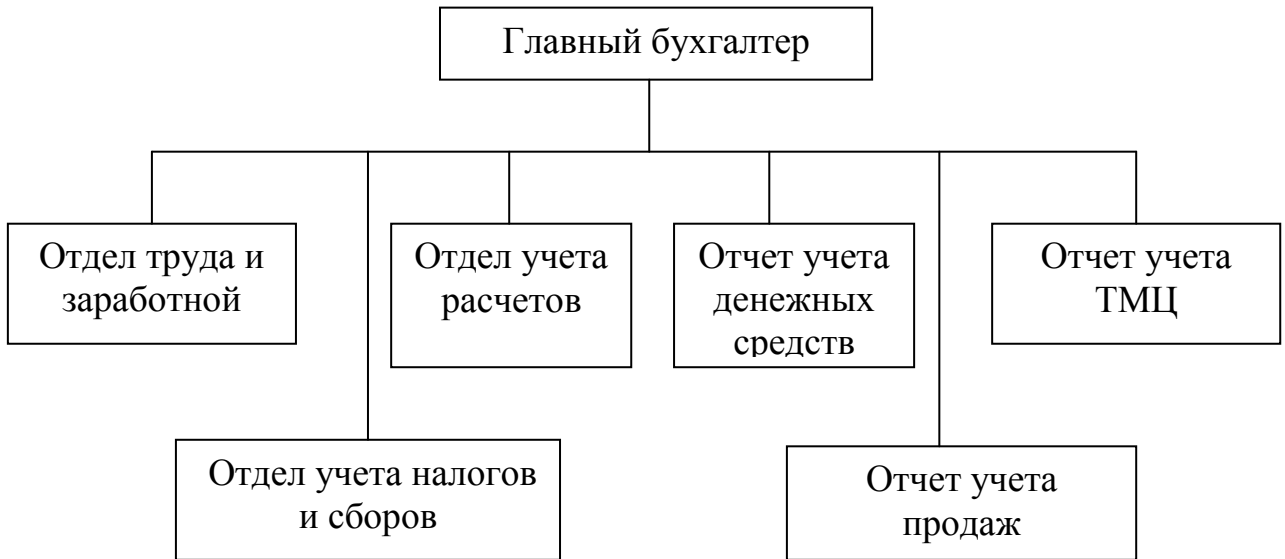 Главный бухгалтер
Отдел труда и
заработной
Отдел учета
расчетов
Отчет учета
денежных
средств
Отчет учета
ТМЦ
Отдел учета налогов
и сборов
Отчет учета
продаж